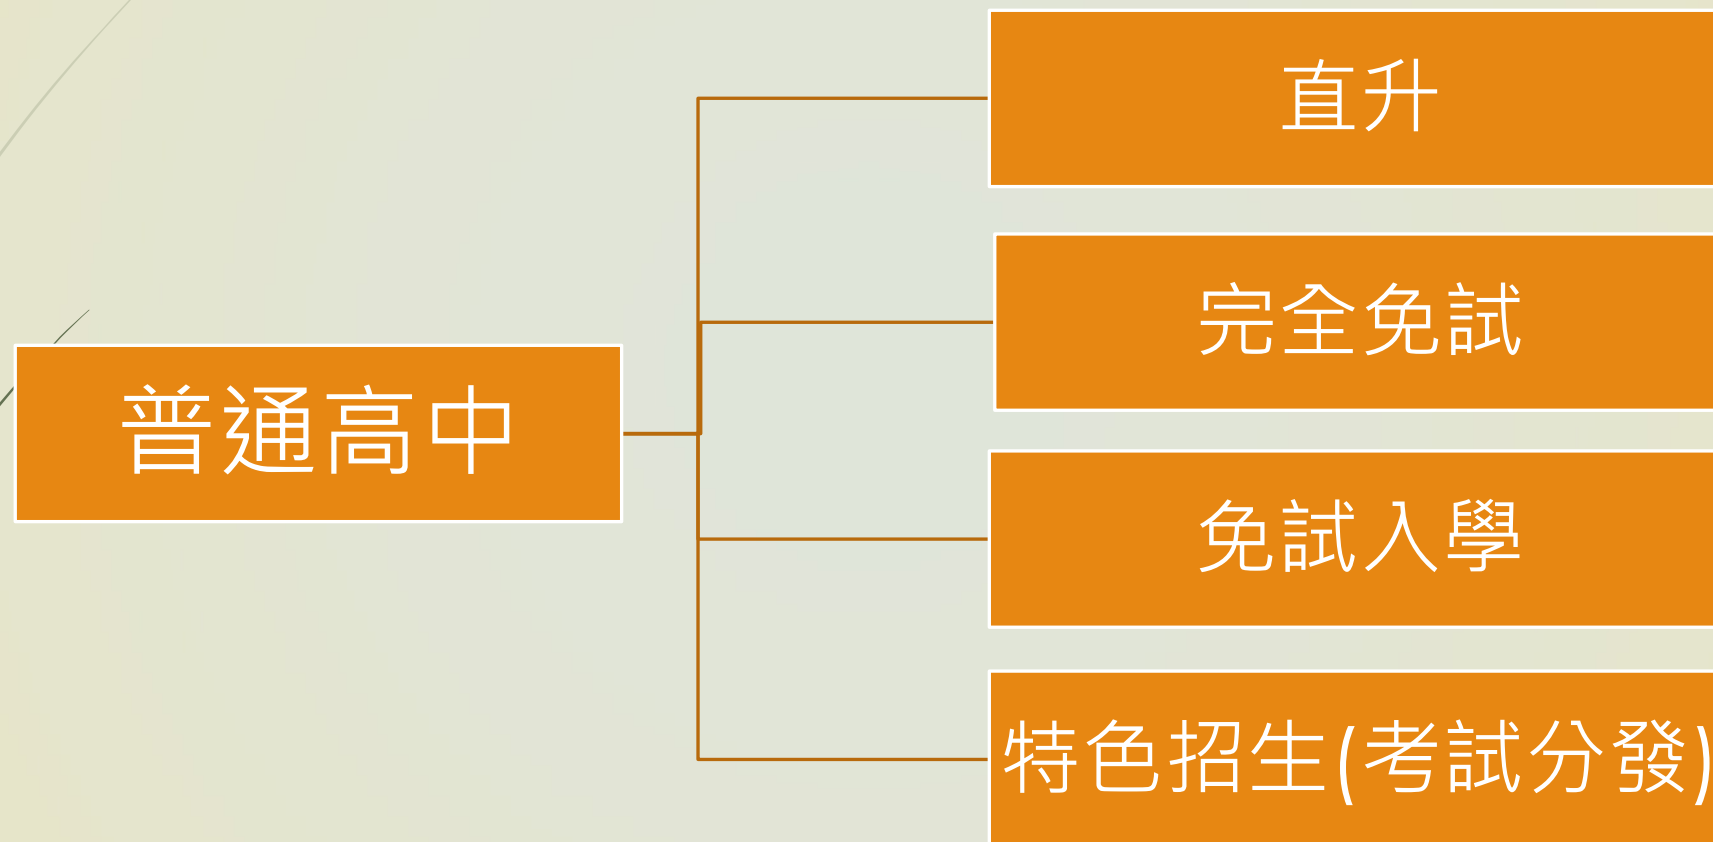 普通高中
直升
完全免試
免試入學
特色招生(考試分發)